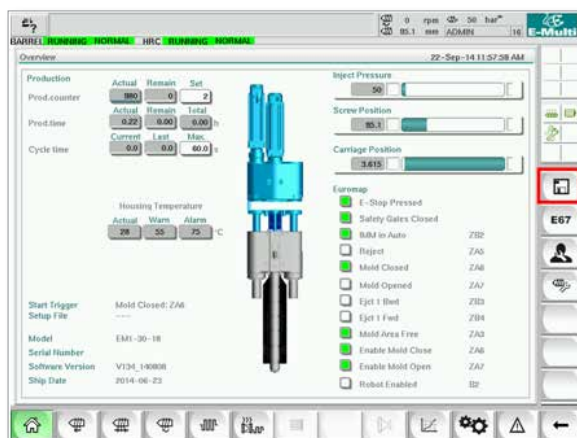 0 rpm 50 bar
85.1 mm ADMIN 16 E-Multi
BARREL RUNNING NORMAL HRC RUNNING NORMAL
Overview 22-Sep-14 11:57:58 AM
Production Actual Remain Set
Prod.counter 980 0 2
Actual Remain Total
Prod.time 0.22 0.00 0.00 h
Current Last Max.
Cycle time 0.0 0.0 60.0 s
Housing Temperature
Actual Warn Alarm
28 55 75 °C
Start Trigger Mold Closed: ZA6
Setup File ----
Model EM1-30-18
Serial Number
Software Version V134_140808
Ship Date 2014-06-23
Inject Pressure
50
Screw Position
85.1
Carriage Position
3.615
Euromap
E-Stop Pressed
Safety Gates Closed
IMM in Auto ZB2
Reject ZA5
Mold Closed ZA6
Mold Opened ZA7
Ejct 1 Bwd ZB3
Ejct 1 Fwd ZB4
Mold Area Free ZA3
Enable Mold Close ZA6
Enable Mold Open ZA7
Robot Enabled B2
E67